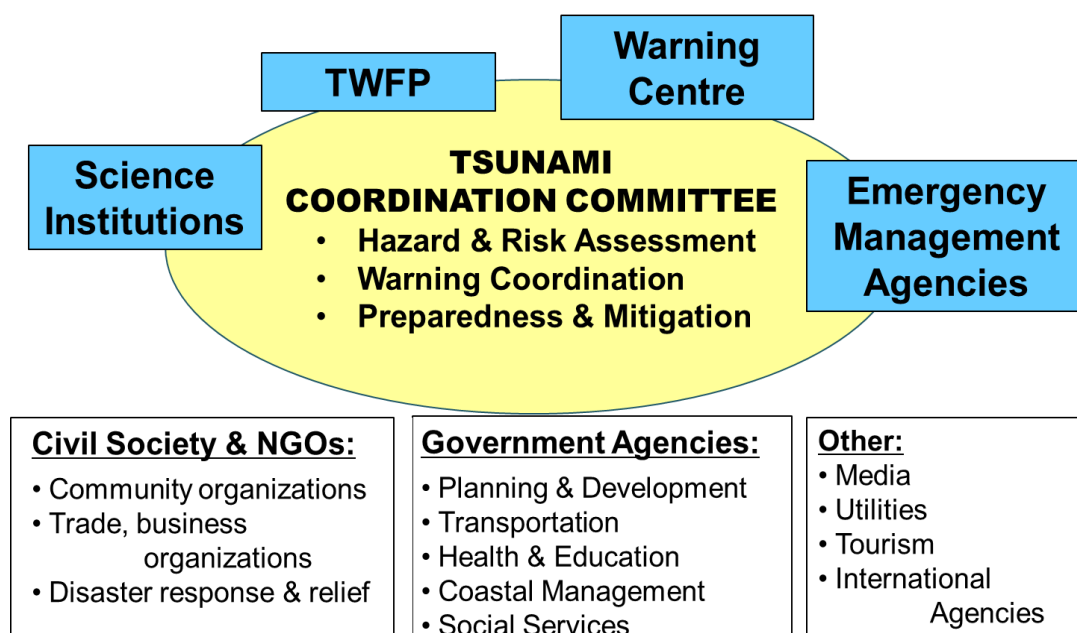 TWFP
Warning
Centre
Science
Institutions
TSUNAMI
COORDINATION COMMITTEE
• Hazard & Risk Assessment
• Warning Coordination
• Preparedness & Mitigation
Emergency
Management
Agencies
Civil Society & NGOs:
• Community organizations
• Trade, business
organizations
• Disaster response & relief
Government Agencies:
• Planning & Development
• Transportation
• Health & Education
• Coastal Management
• Social Services
Other:
• Media
• Utilities
• Tourism
• International
Agencies